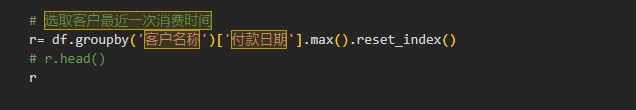 # 选取客户最近一次消费时间
r= df.groupby('客户名称')['付款日期'].max().reset_index()
# r.head()
r